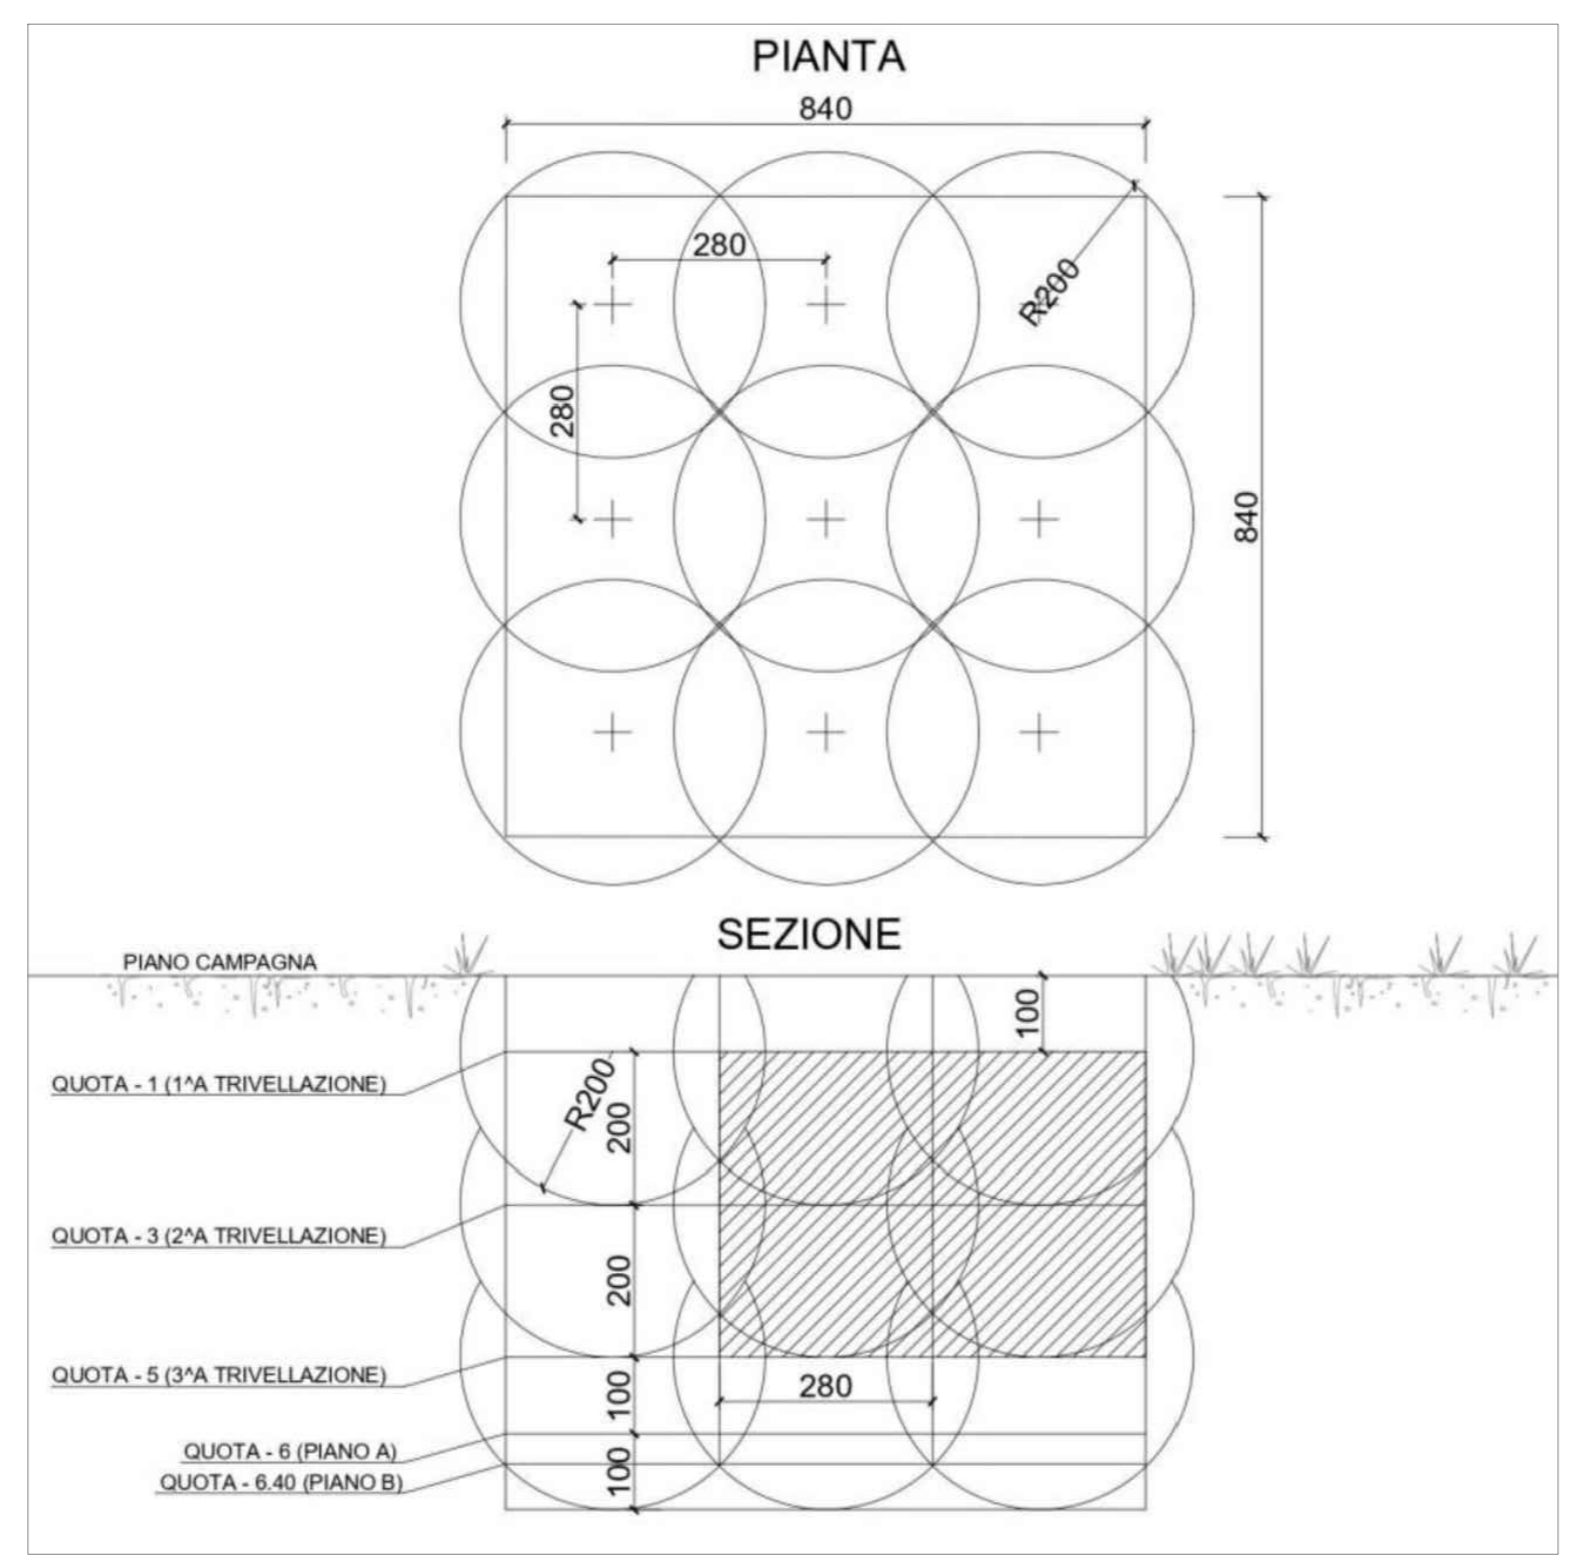 PIANTA
840
280
R200
280
840
SEZIONE
PIANO CAMPAGNA
100
QUOTA - 1 (1^A TRIVELLAZIONE)
R200
200
QUOTA - 3 (2^A TRIVELLAZIONE)
200
QUOTA - 5 (3^A TRIVELLAZIONE)
280
100
QUOTA - 6 (PIANO A)
100
QUOTA - 6.40 (PIANO B)